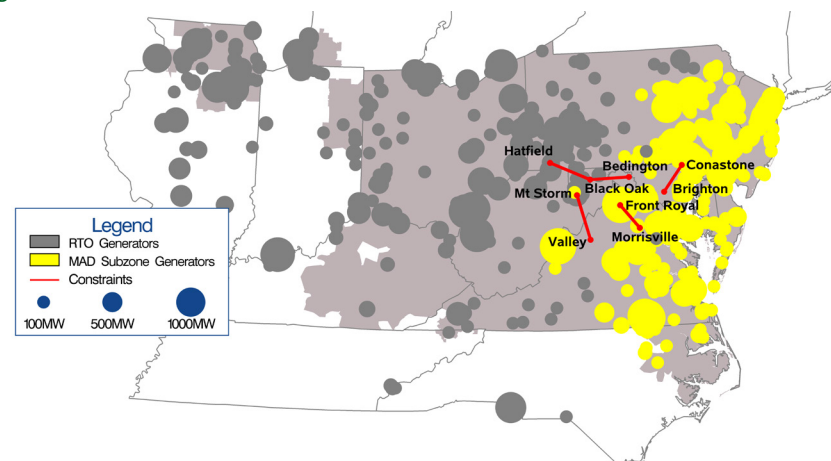 Hatfield
Bedington
Conastone
Mt Storm
Black Oak
Brighton
Front Royal
Valley
Morrisville
Legend
RTO Generators
MAD Subzone Generators
Constraints
100MW 500MW 1000MW